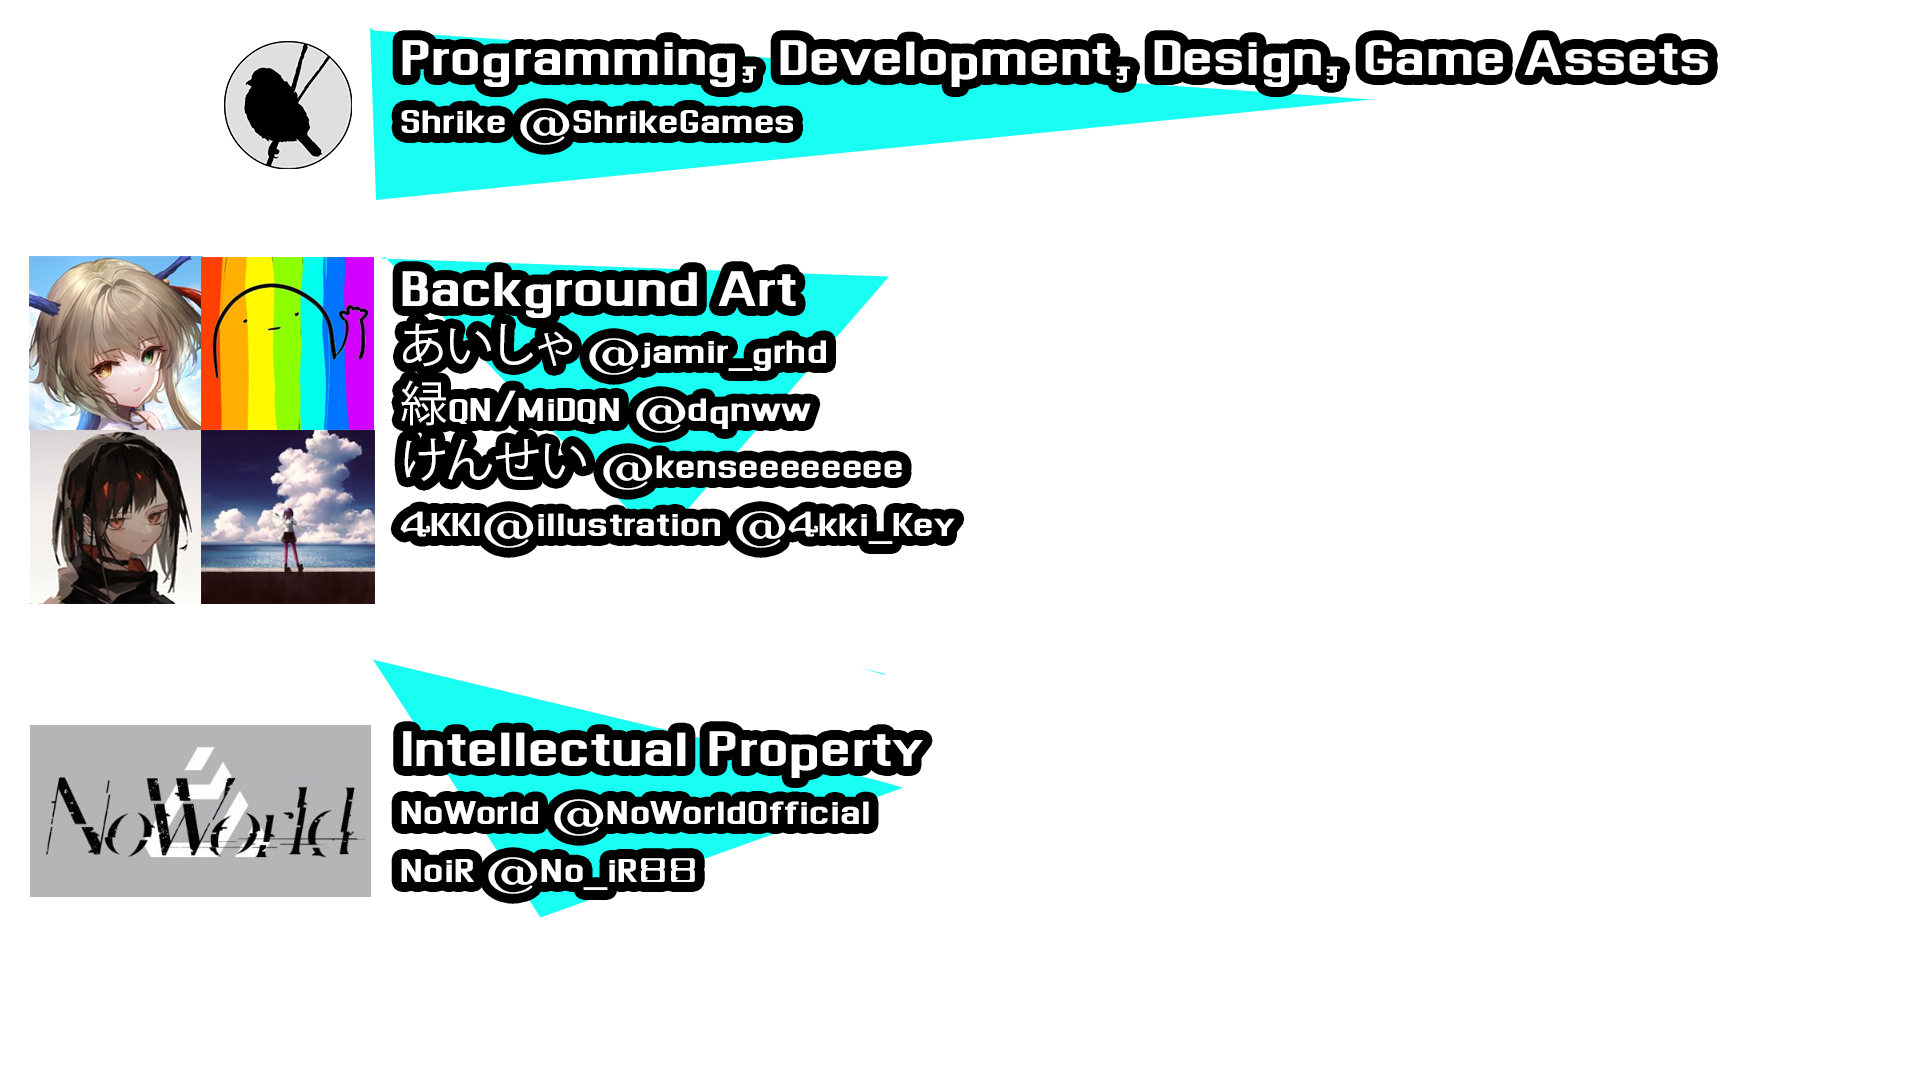 Programming, Development, Design, Game Assets
Shrike @ShrikeGames
Background Art
あいしゃ @jamir_grhd
緑QN/MiDQN @dqnww
けんせい @kenseeeeeeee
4KKI@illustration @4kki_Key
NoWorld
Intellectual Property
NoWorld @NoWorldOfficial
NoiR @No_iR88